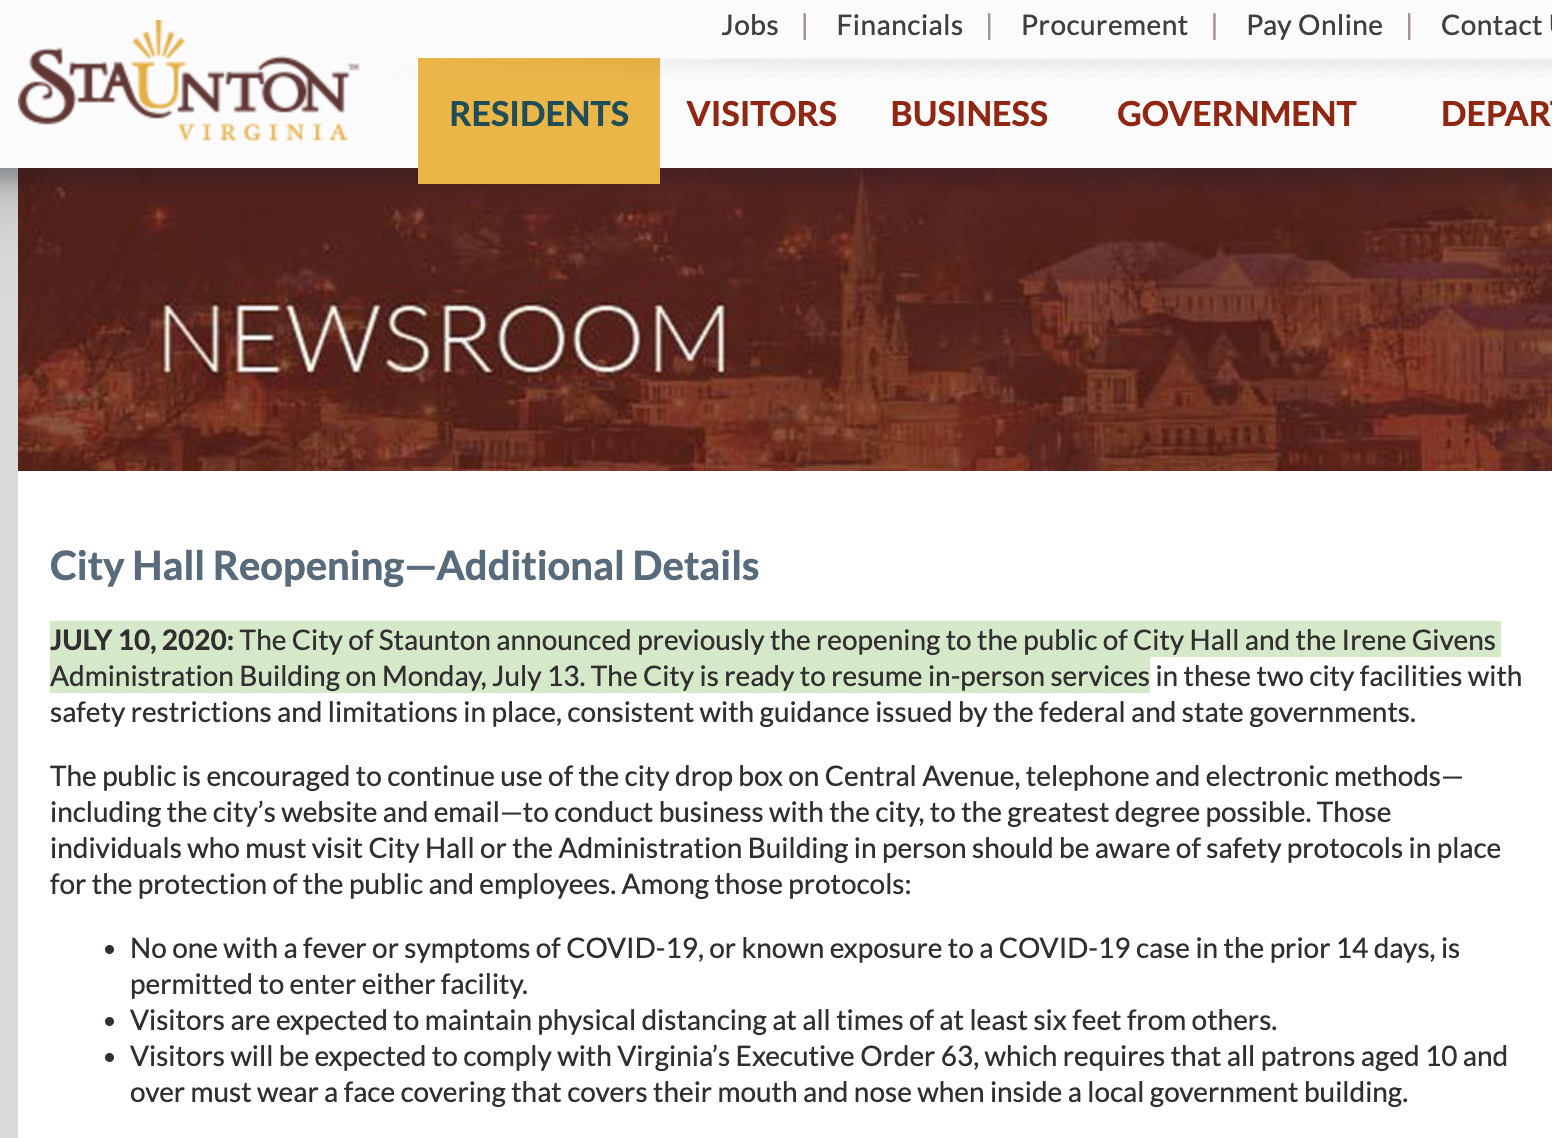 Jobs | Financials | Procurement | Pay Online | Contact
STAUNTON™
VIRGINIA
RESIDENTS VISITORS BUSINESS GOVERNMENT DEPAR
NEWSROOM
City Hall Reopening—Additional Details
JULY 10, 2020: The City of Staunton announced previously the reopening to the public of City Hall and the Irene Givens
Administration Building on Monday, July 13. The City is ready to resume in-person services in these two city facilities with
safety restrictions and limitations in place, consistent with guidance issued by the federal and state governments.
The public is encouraged to continue use of the city drop box on Central Avenue, telephone and electronic methods—
including the city’s website and email—to conduct business with the city, to the greatest degree possible. Those
individuals who must visit City Hall or the Administration Building in person should be aware of safety protocols in place
for the protection of the public and employees. Among those protocols:
• No one with a fever or symptoms of COVID-19, or known exposure to a COVID-19 case in the prior 14 days, is
permitted to enter either facility.
• Visitors are expected to maintain physical distancing at all times of at least six feet from others.
• Visitors will be expected to comply with Virginia’s Executive Order 63, which requires that all patrons aged 10 and
over must wear a face covering that covers their mouth and nose when inside a local government building.